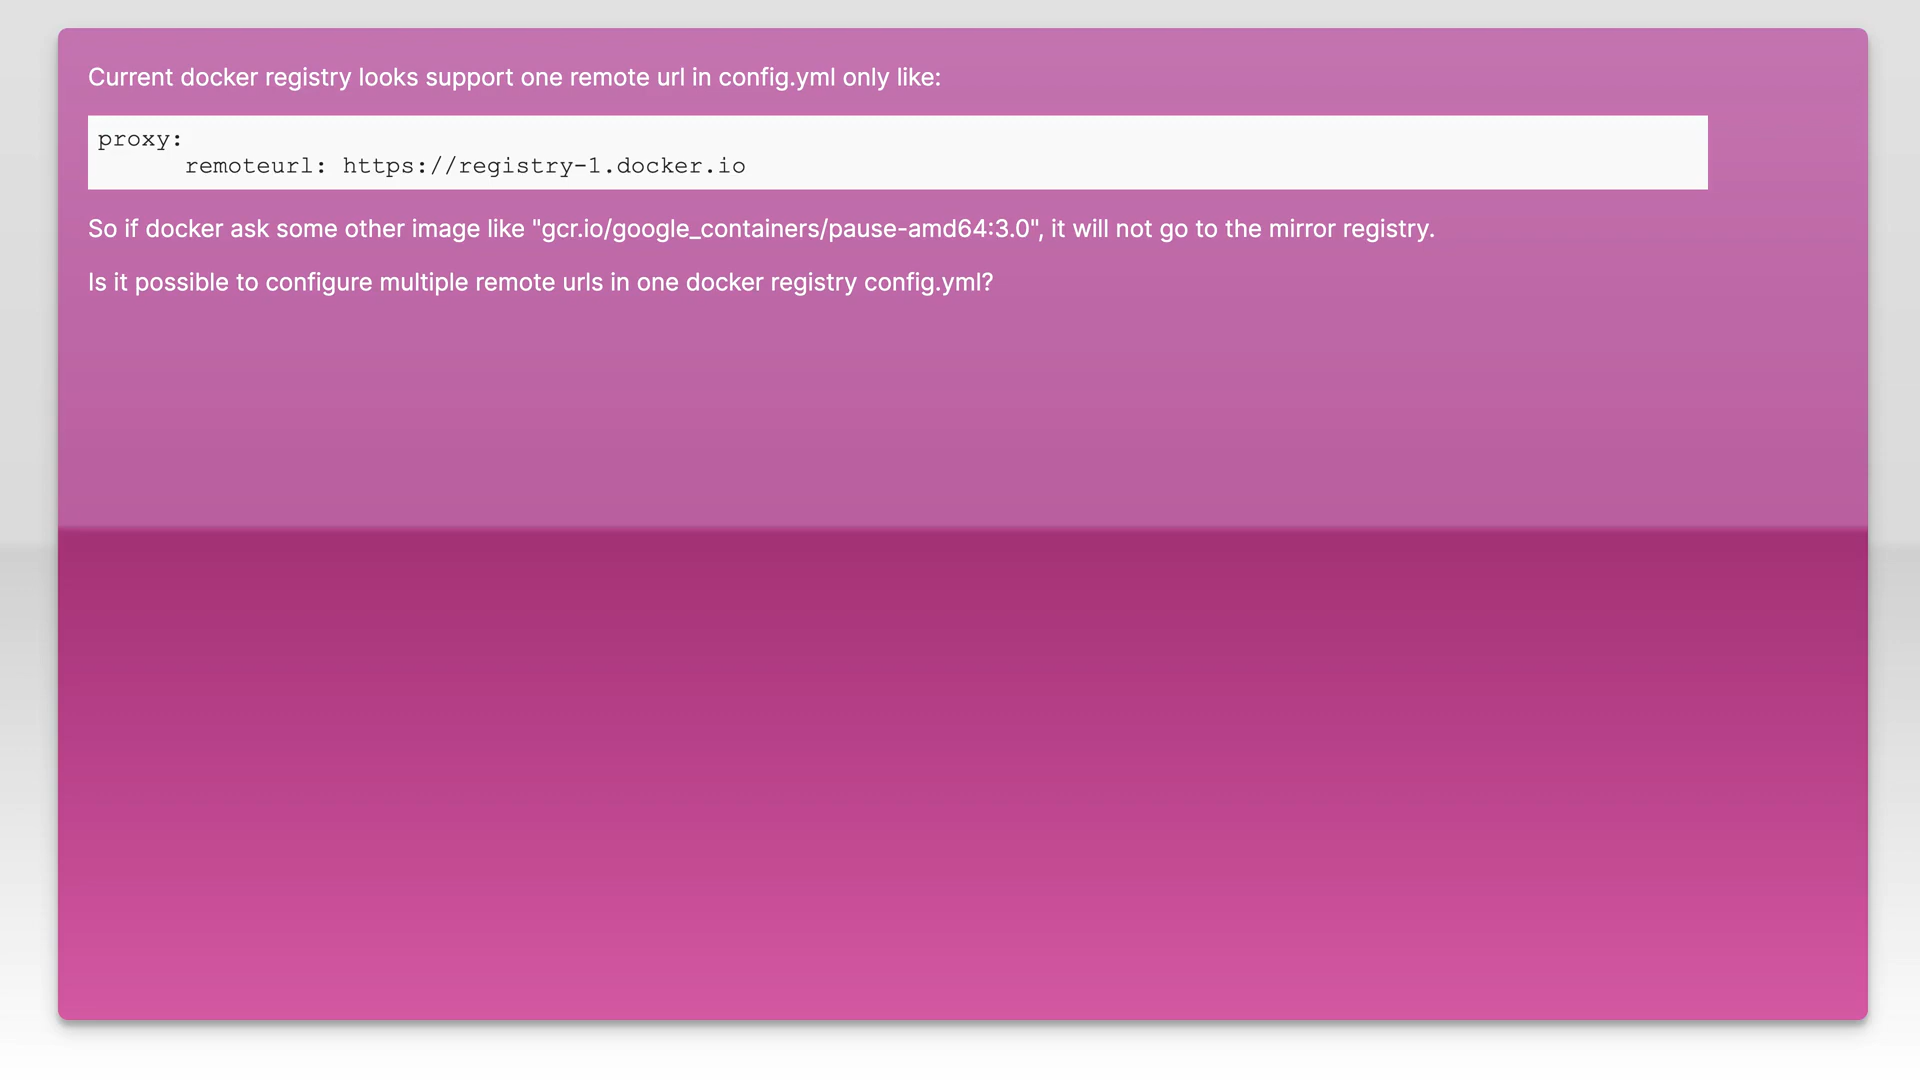 Current docker registry looks support one remote url in config.yml only like:
proxy:
      remoteurl: https://registry-1.docker.io
So if docker ask some other image like "gcr.io/google_containers/pause-amd64:3.0", it will not go to the mirror registry.
Is it possible to configure multiple remote urls in one docker registry config.yml?